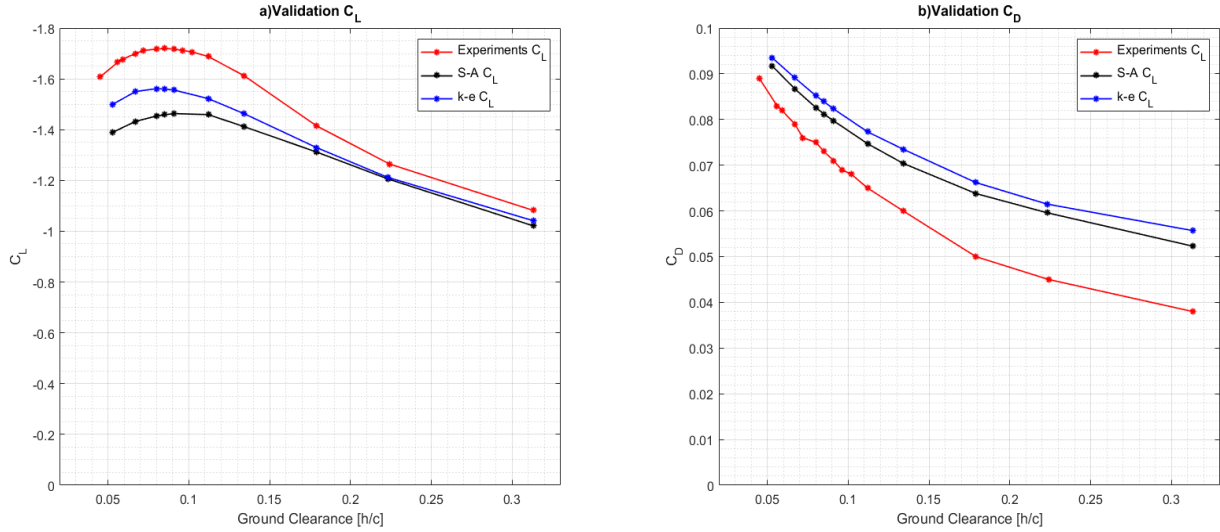 a)Validation C_L
-1.8
-1.6
-1.4
-1.2
-1
-0.8
-0.6
-0.4
-0.2
0
C_L
0.05 0.1 0.15 0.2 0.25 0.3
Ground Clearance [h/c]
Experiments C_L
S-A C_L
k-e C_L
b)Validation C_D
0.1
0.09
0.08
0.07
0.06
0.05
0.04
0.03
0.02
0.01
0
C_D
0.05 0.1 0.15 0.2 0.25 0.3
Ground Clearance [h/c]
Experiments C_L
S-A C_L
k-e C_L